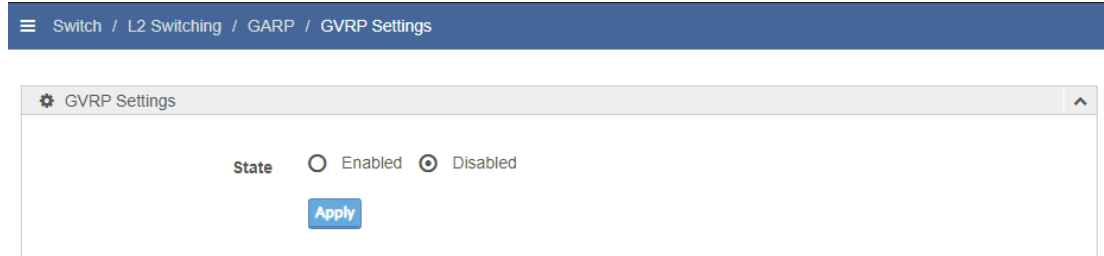 Switch / L2 Switching / GARP / GVRP Settings
GVRP Settings
State Enabled Disabled
Apply